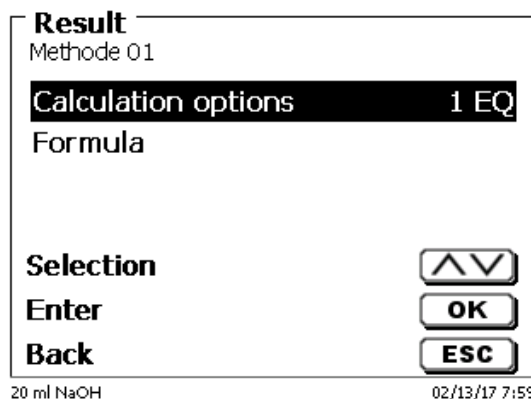 Result
Methode 01
Calculation options 1 EQ
Formula
Selection
Enter OK
Back ESC
20 ml NaOH 02/13/17 7:59